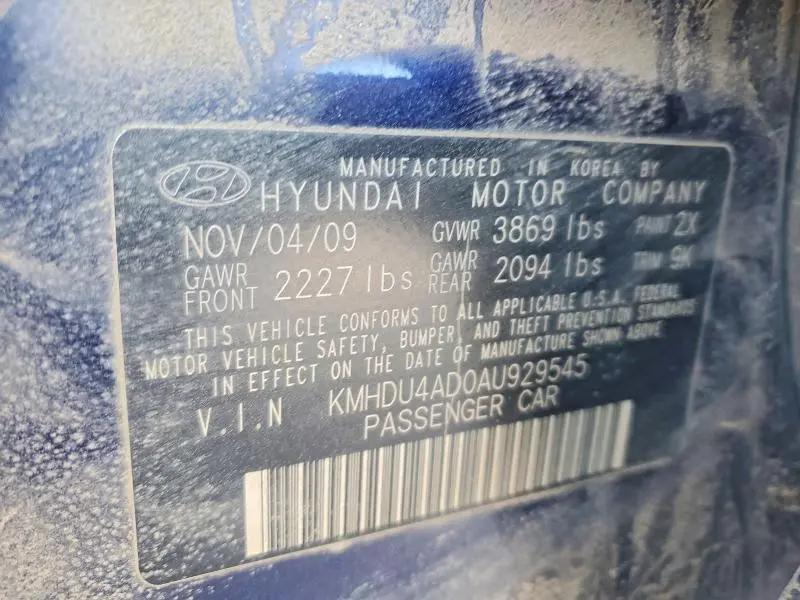 MANUFACTURED IN KOREA BY
HYUNDAI MOTOR COMPANY
NOV/04/09 GVWR 3869 lbs PAINT 2X
GAWR FRONT 2227 lbs GAWR REAR 2094 lbs TRIM 9K
THIS VEHICLE CONFORMS TO ALL APPLICABLE U.S.A. FEDERAL
MOTOR VEHICLE SAFETY, BUMPER, AND THEFT PREVENTION STANDARDS
IN EFFECT ON THE DATE OF MANUFACTURE SHOWN ABOVE
V.I.N KMHDU4AD0AU929545
PASSENGER CAR